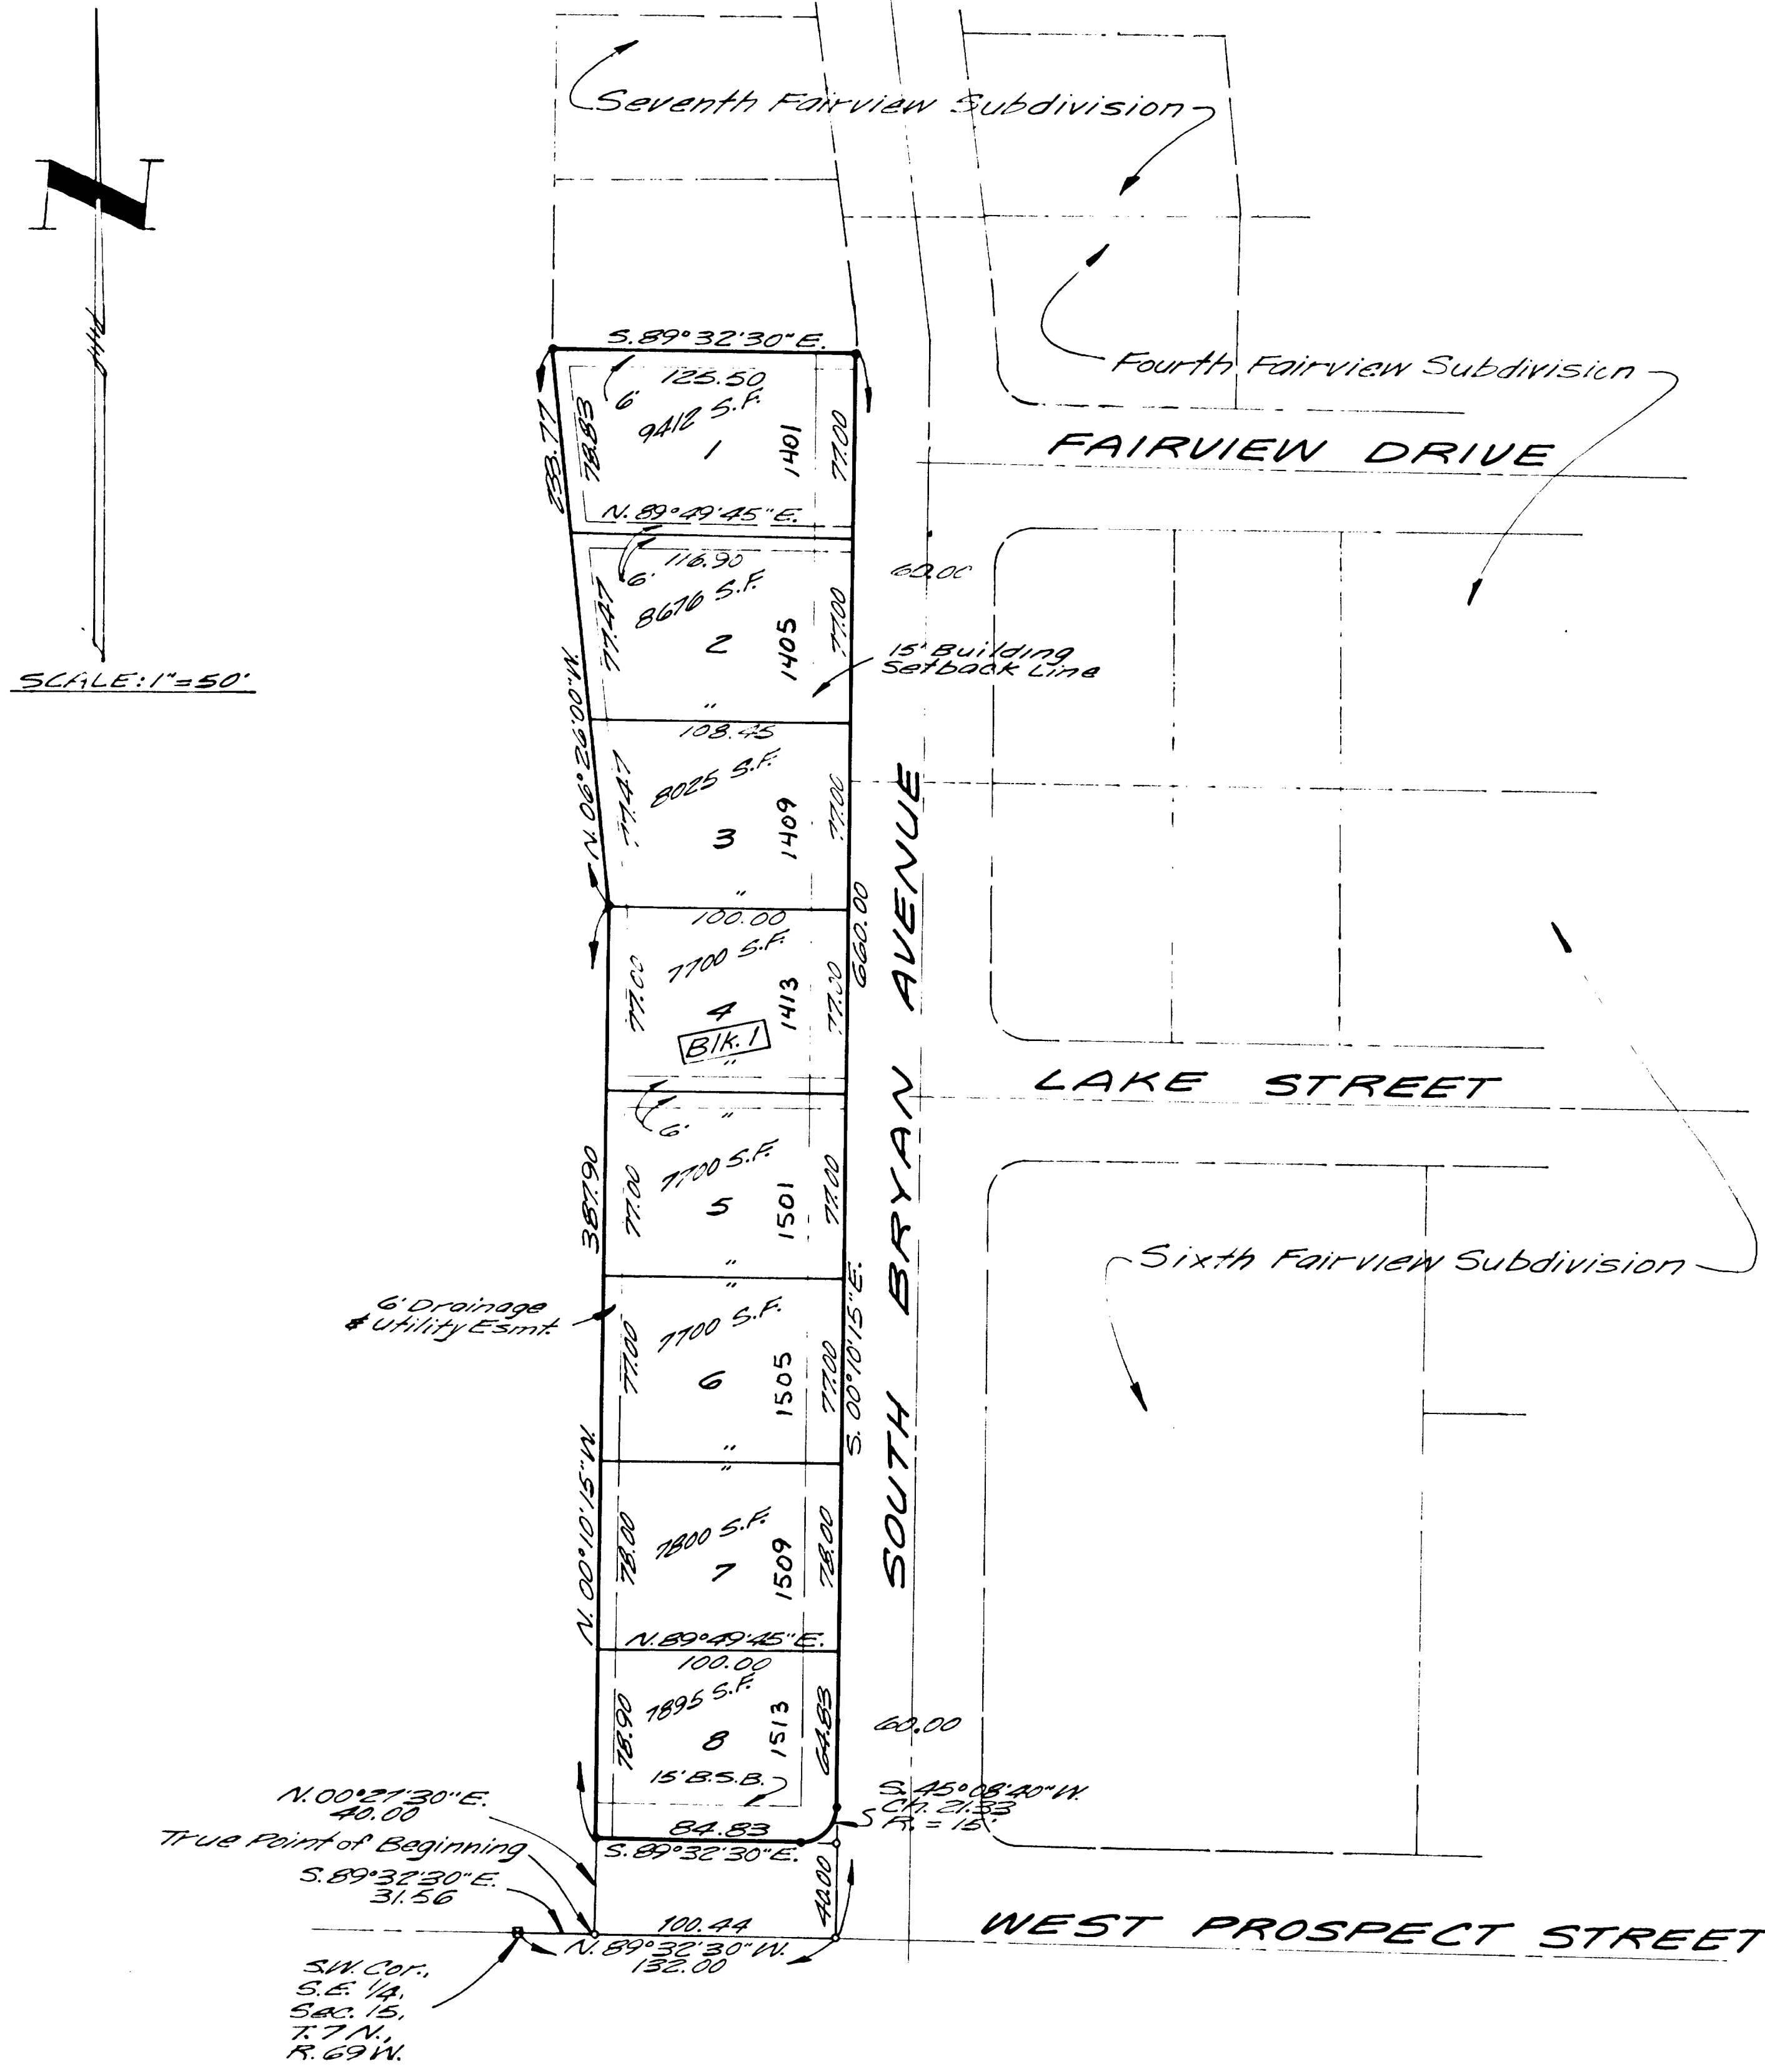 Seventh Fairview Subdivision
N
SCALE: 1"=50'
S. 89°32'30" E.
125.50
6'
9412 S.F.
1
1401
78.83
77.00
233.77
N. 06°26'00" W.
Fourth Fairview Subdivision
FAIRVIEW DRIVE
N. 89°49'45" E.
116.90
6'
8676 S.F.
2
1405
77.47
77.00
60.00
15' Building
Setback Line
"
108.45
8025 S.F.
3
1409
77.47
77.00
"
100.00
7700 S.F.
4
1413
Blk. 1
77.00
77.00
660.00
S. 00°10'15" E.
SOUTH BRYAN AVENUE
"
LAKE STREET
"
6'
7700 S.F.
5
1501
77.00
77.00
387.90
N. 00°10'15" W.
"
"
Sixth Fairview Subdivision
6' Drainage
& Utility Esmt.
7700 S.F.
6
1505
77.00
77.00
"
"
7800 S.F.
7
1509
78.00
78.00
N. 89°49'45" E.
100.00
7895 S.F.
8
1513
78.90
64.83
60.00
15' B.S.B.
S. 45°08'40" W.
Ch. 21.33
R. = 15'
84.83
S. 89°32'30" E.
N. 00°27'30" E.
40.00
True Point of Beginning
S. 89°32'30" E.
31.56
40.00
100.44
N. 89°32'30" W.
132.00
WEST PROSPECT STREET
S.W. Cor.,
S.E. 1/4,
Sec. 15,
T. 7 N.,
R. 69 W.